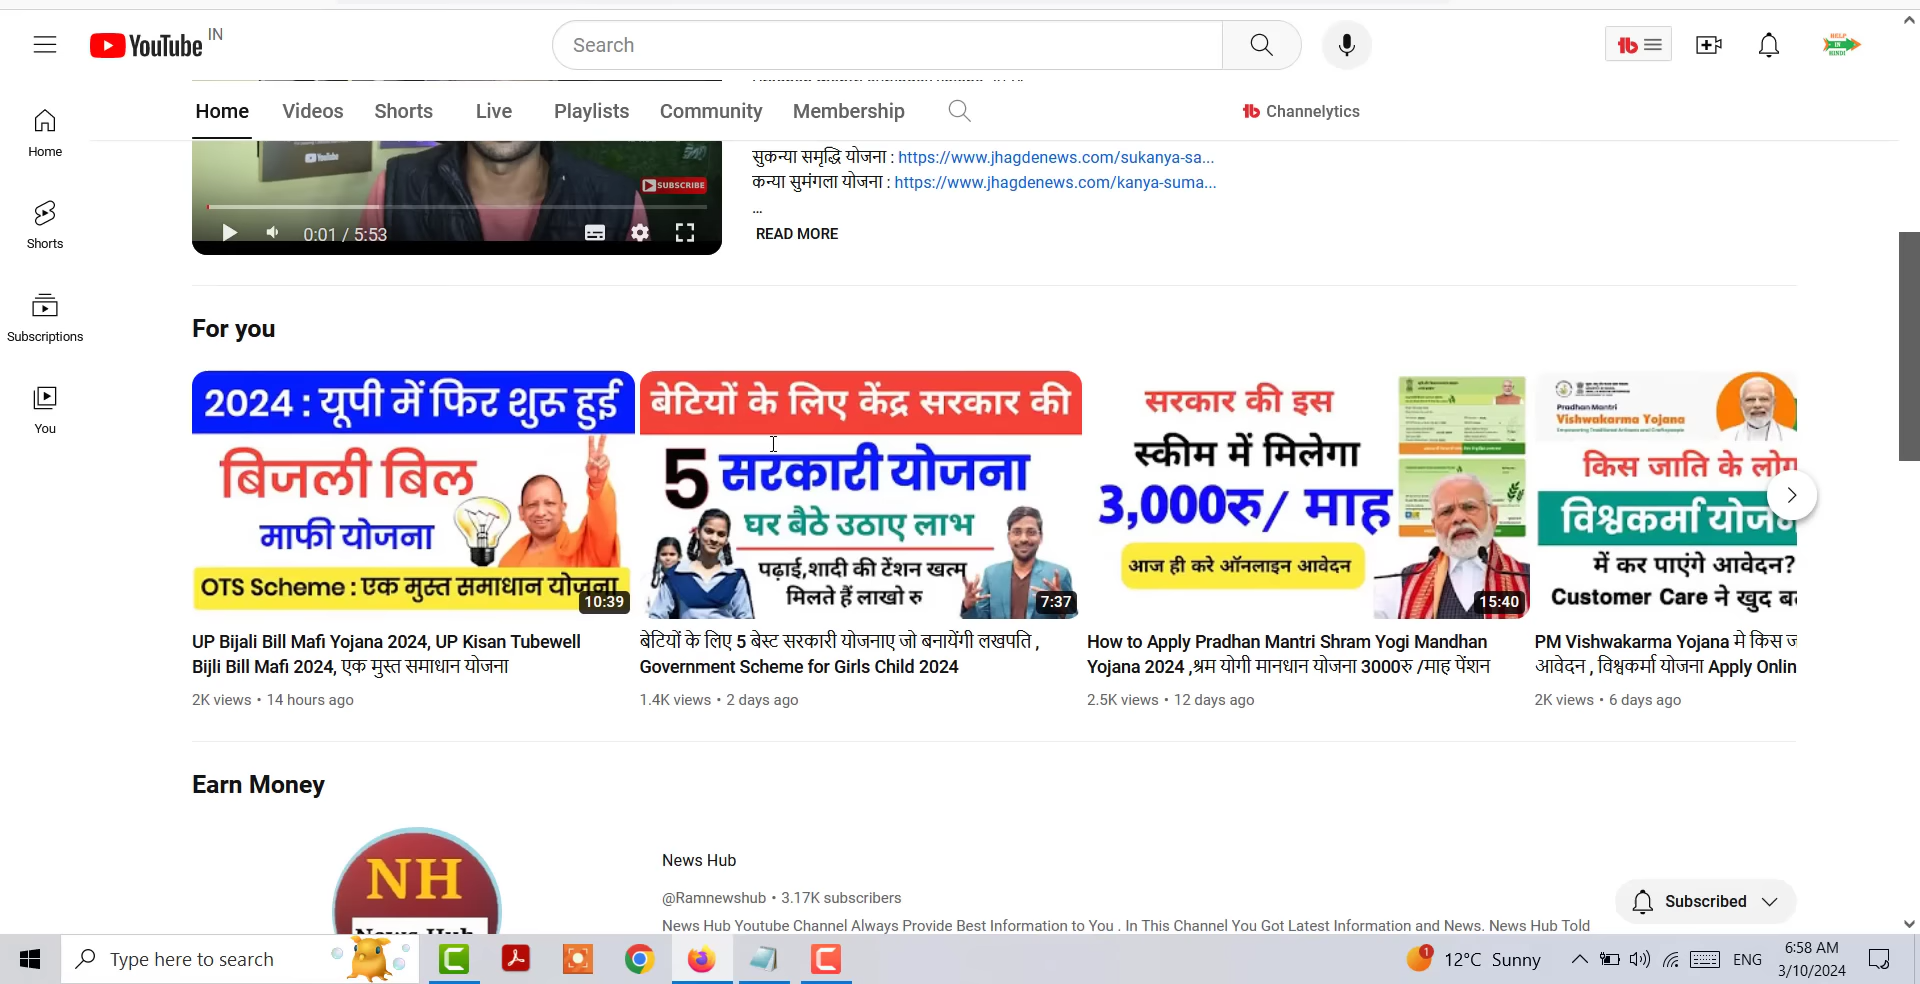 YouTube IN
Search
Home
Videos
Shorts
Live
Playlists
Community
Membership
Channelytics
Home
Shorts
Subscriptions
You
SUBSCRIBE
0:01 / 5:53
सुकन्या समृद्धि योजना : https://www.jhagdenews.com/sukanya-sa...
कन्या सुमंगला योजना : https://www.jhagdenews.com/kanya-suma...
...
READ MORE
For you
2024 : यूपी में फिर शुरू हुई
बिजली बिल
माफी योजना
OTS Scheme : एक मुस्त समाधान योजना
10:39
UP Bijali Bill Mafi Yojana 2024, UP Kisan Tubewell
Bijli Bill Mafi 2024, एक मुस्त समाधान योजना
2K views • 14 hours ago
बेटियों के लिए केंद्र सरकार की
5 सरकारी योजना
घर बैठे उठाए लाभ
पढ़ाई,शादी की टेंशन खत्म
मिलते हैं लाखो रु
7:37
बेटियों के लिए 5 बेस्ट सरकारी योजनाए जो बनायेंगी लखपति ,
Government Scheme for Girls Child 2024
1.4K views • 2 days ago
सरकार की इस
स्कीम में मिलेगा
3,000रु/ माह
आज ही करे ऑनलाइन आवेदन
15:40
How to Apply Pradhan Mantri Shram Yogi Mandhan
Yojana 2024 ,श्रम योगी मानधान योजना 3000रु /माह पेंशन
2.5K views • 12 days ago
Pradhan Mantri
Vishwakarma Yojana
किस जाति के लोग
विश्वकर्मा योजन
में कर पाएंगे आवेदन?
Customer Care ने खुद ब
PM Vishwakarma Yojana मे किस ज
आवेदन , विश्वकर्मा योजना Apply Onlin
2K views • 6 days ago
Earn Money
NH
News Hub
News Hub
@Ramnewshub • 3.17K subscribers
News Hub Youtube Channel Always Provide Best Information to You . In This Channel You Got Latest Information and News. News Hub Told
Subscribed
Type here to search
1
12°C Sunny
ENG
6:58 AM
3/10/2024